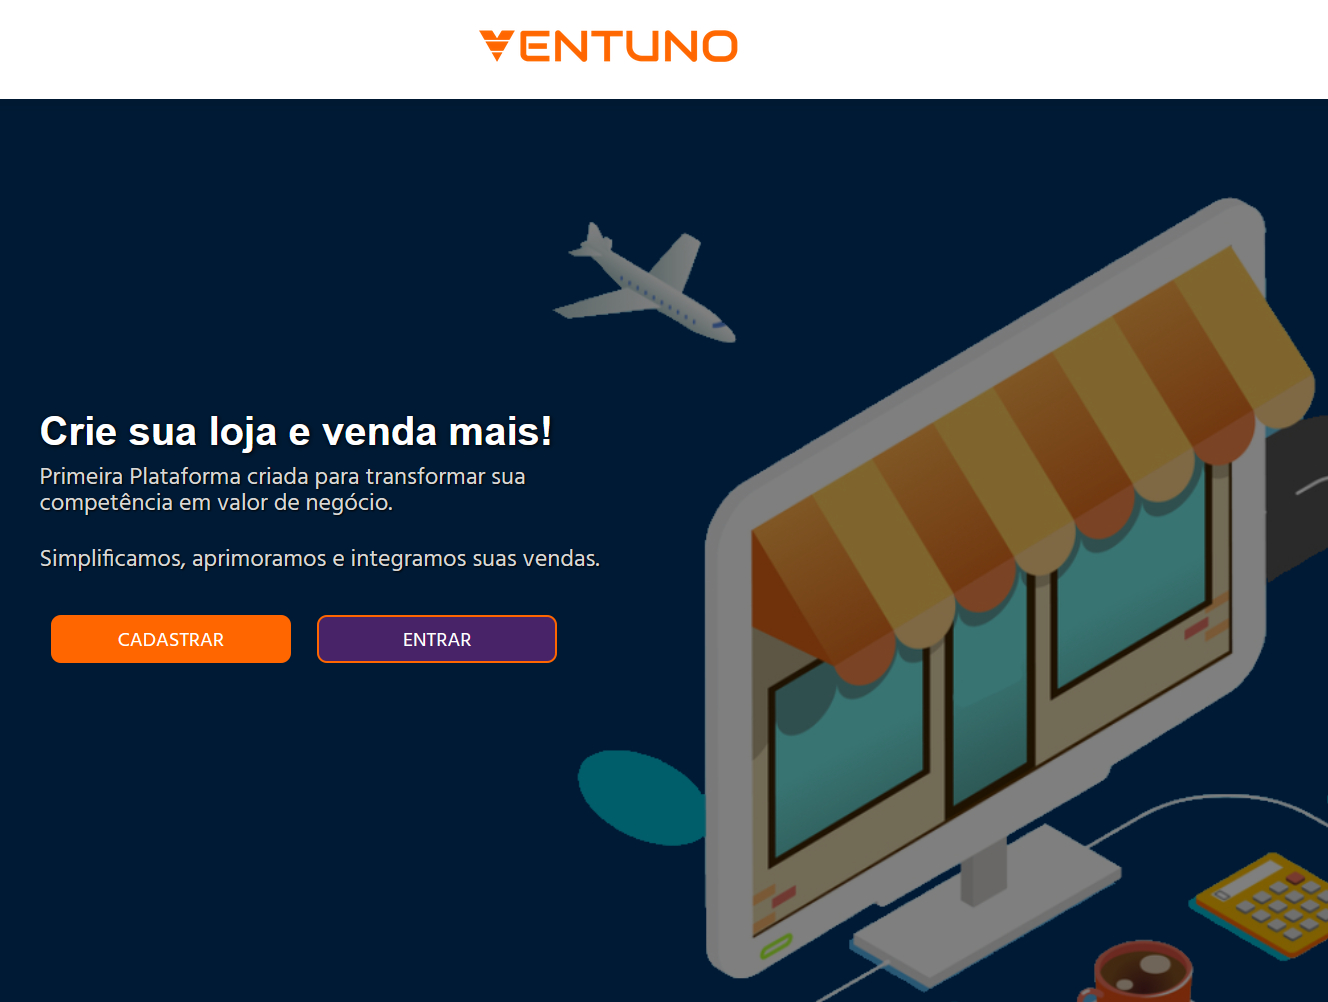 VENTUNO
Crie sua loja e venda mais!
Primeira Plataforma criada para transformar sua
competência em valor de negócio.
Simplificamos, aprimoramos e integramos suas vendas.
CADASTRAR
ENTRAR